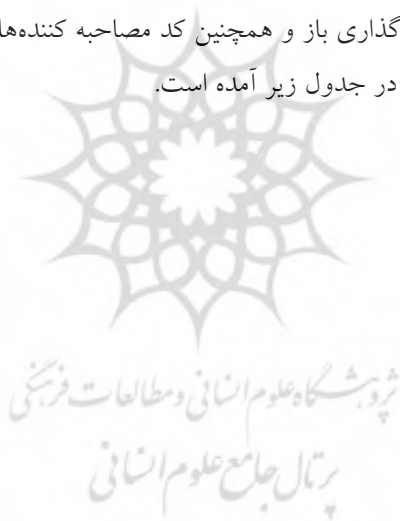 گذاری باز و همچنین کد مصاحبه کننده‌ها
در جدول زیر آمده است.
پژوهشگاه علوم انسانی و مطالعات فرهنگی
پرتال جامع علوم انسانی